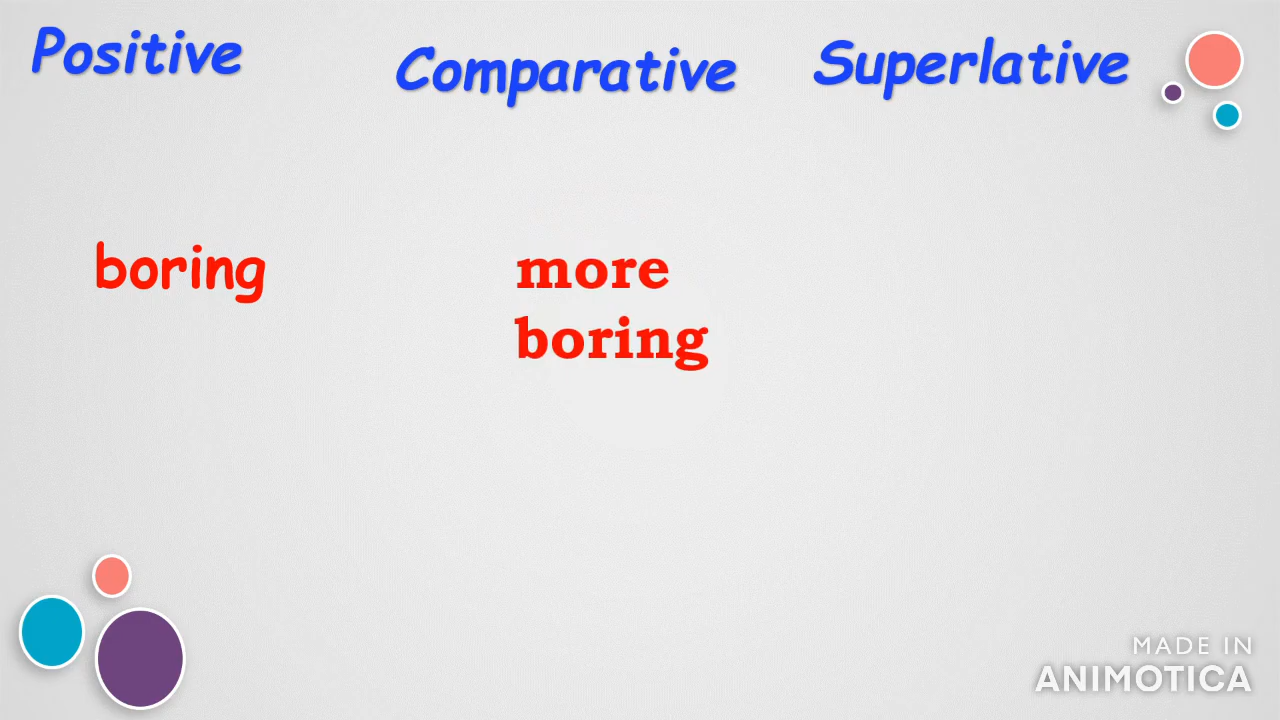 Positive
Comparative
Superlative
boring
more
boring
MADE IN
ANIMOTICA